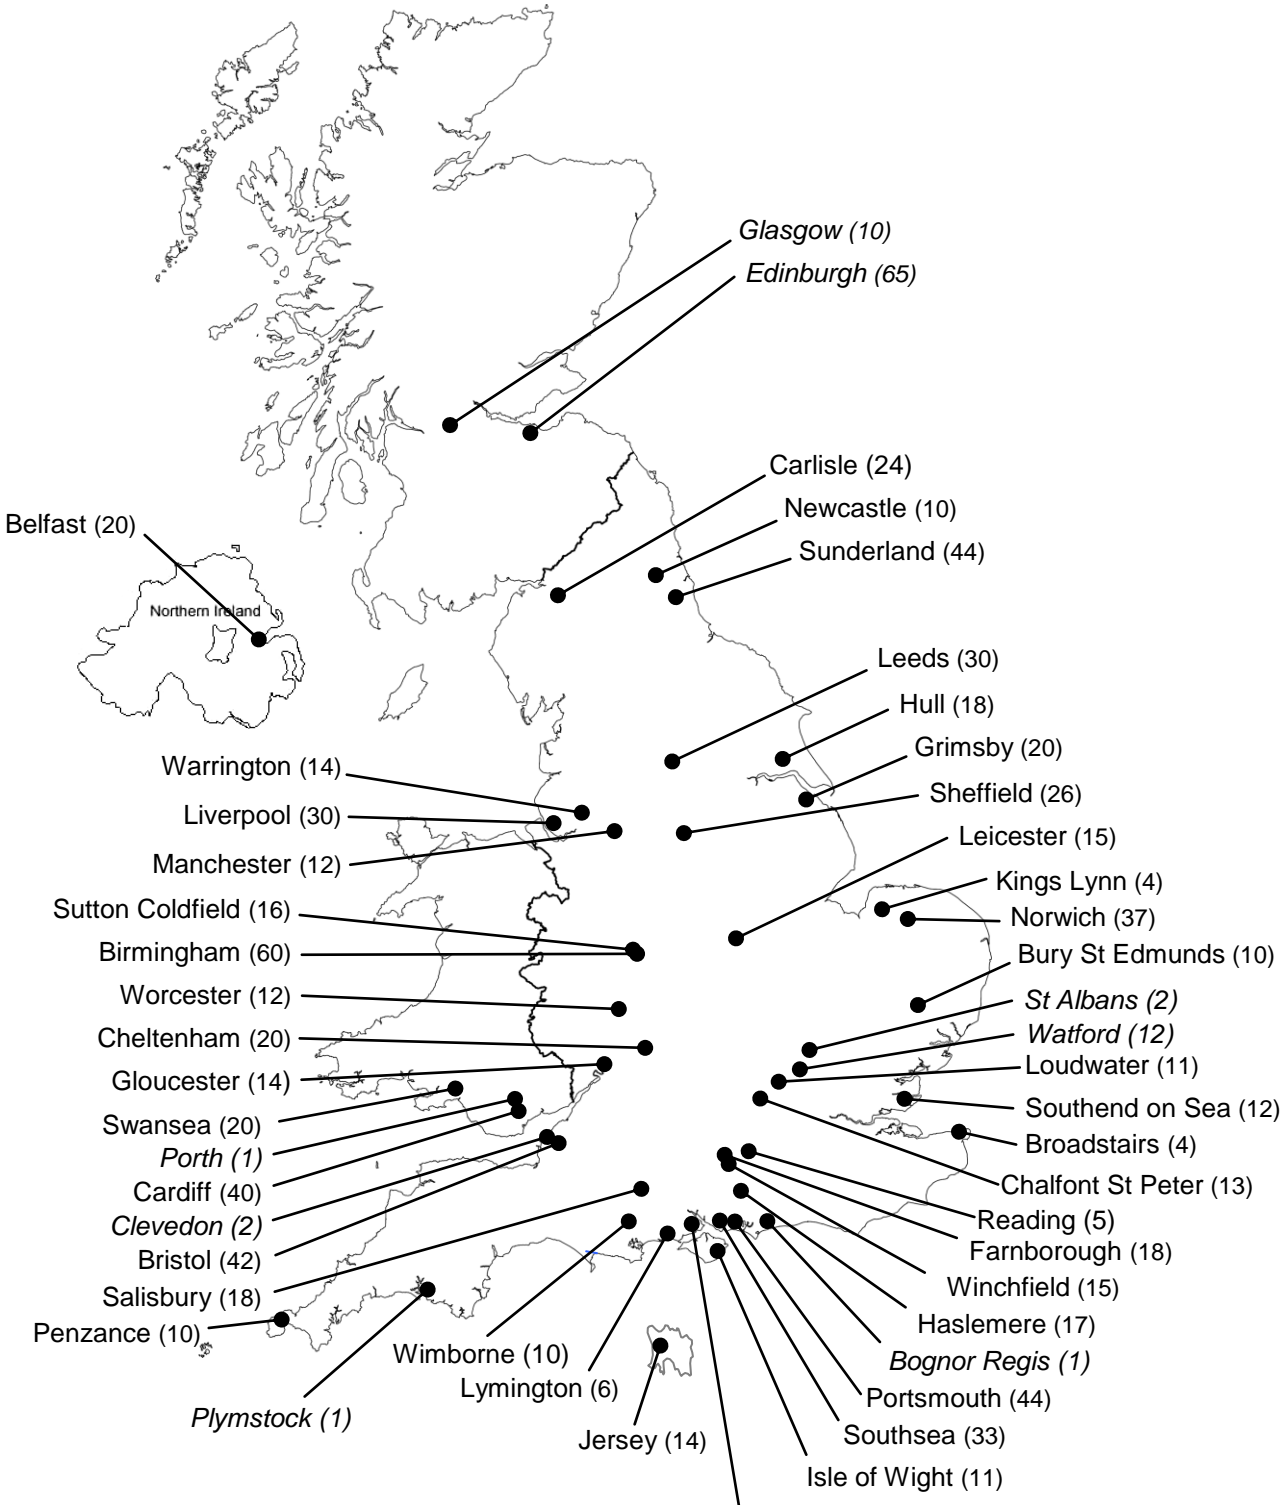 Glasgow (10)
Edinburgh (65)
Carlisle (24)
Newcastle (10)
Belfast (20)
Sunderland (44)
Northern Ireland
Leeds (30)
Hull (18)
Grimsby (20)
Warrington (14)
Sheffield (26)
Liverpool (30)
Leicester (15)
Manchester (12)
Kings Lynn (4)
Sutton Coldfield (16)
Norwich (37)
Birmingham (60)
Bury St Edmunds (10)
Worcester (12)
St Albans (2)
Watford (12)
Cheltenham (20)
Loudwater (11)
Gloucester (14)
Southend on Sea (12)
Swansea (20)
Broadstairs (4)
Porth (1)
Chalfont St Peter (13)
Cardiff (40)
Reading (5)
Clevedon (2)
Farnborough (18)
Bristol (42)
Winchfield (15)
Salisbury (18)
Haslemere (17)
Penzance (10)
Wimborne (10)
Bognor Regis (1)
Lymington (6)
Portsmouth (44)
Plymstock (1)
Southsea (33)
Jersey (14)
Isle of Wight (11)